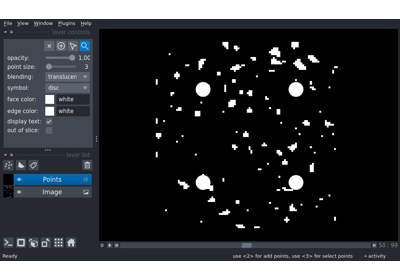 File View Window Plugins Help
layer controls
opacity: 1.00
point size: 3
blending: translucen
symbol: disc
face color: white
edge color: white
display text:
out of slice:
layer list
Points
Image
0 50 99
Ready use <2> for add points, use <3> for select points activity